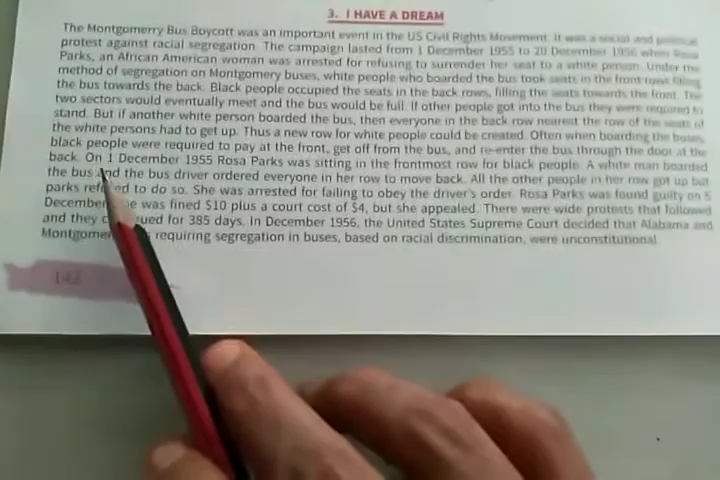 3. I HAVE A DREAM
The Montgomerry Bus Boycott was an important event in the US Civil Rights Movement. It was a social and political
protest against racial segregation. The campaign lasted from 1 December 1955 to 20 December 1956 when Rosa
Parks, an African American woman was arrested for refusing to surrender her seat to a white person. Under the
method of segregation on Montgomery buses, white people who boarded the bus took seats in the front rows filling
the bus towards the back. Black people occupied the seats in the back rows, filling the seats towards the front. The
two sectors would eventually meet and the bus would be full. If other people got into the bus they were required to
stand. But if another white person boarded the bus, then everyone in the back row nearest the row of the seats of
the white persons had to get up. Thus a new row for white people could be created. Often when boarding the buses,
black people were required to pay at the front, get off from the bus, and re-enter the bus through the door at the
back. On 1 December 1955 Rosa Parks was sitting in the frontmost row for black people. A white man boarded
the bus and the bus driver ordered everyone in her row to move back. All the other people in her row got up but
parks ref ed to do so. She was arrested for failing to obey the driver's order. Rosa Parks was found guilty on 5
December e was fined $10 plus a court cost of $4, but she appealed. There were wide protests that followed
and they c ued for 385 days. In December 1956, the United States Supreme Court decided that Alabama and
Montgomer s requiring segregation in buses, based on racial discrimination, were unconstitutional.
142